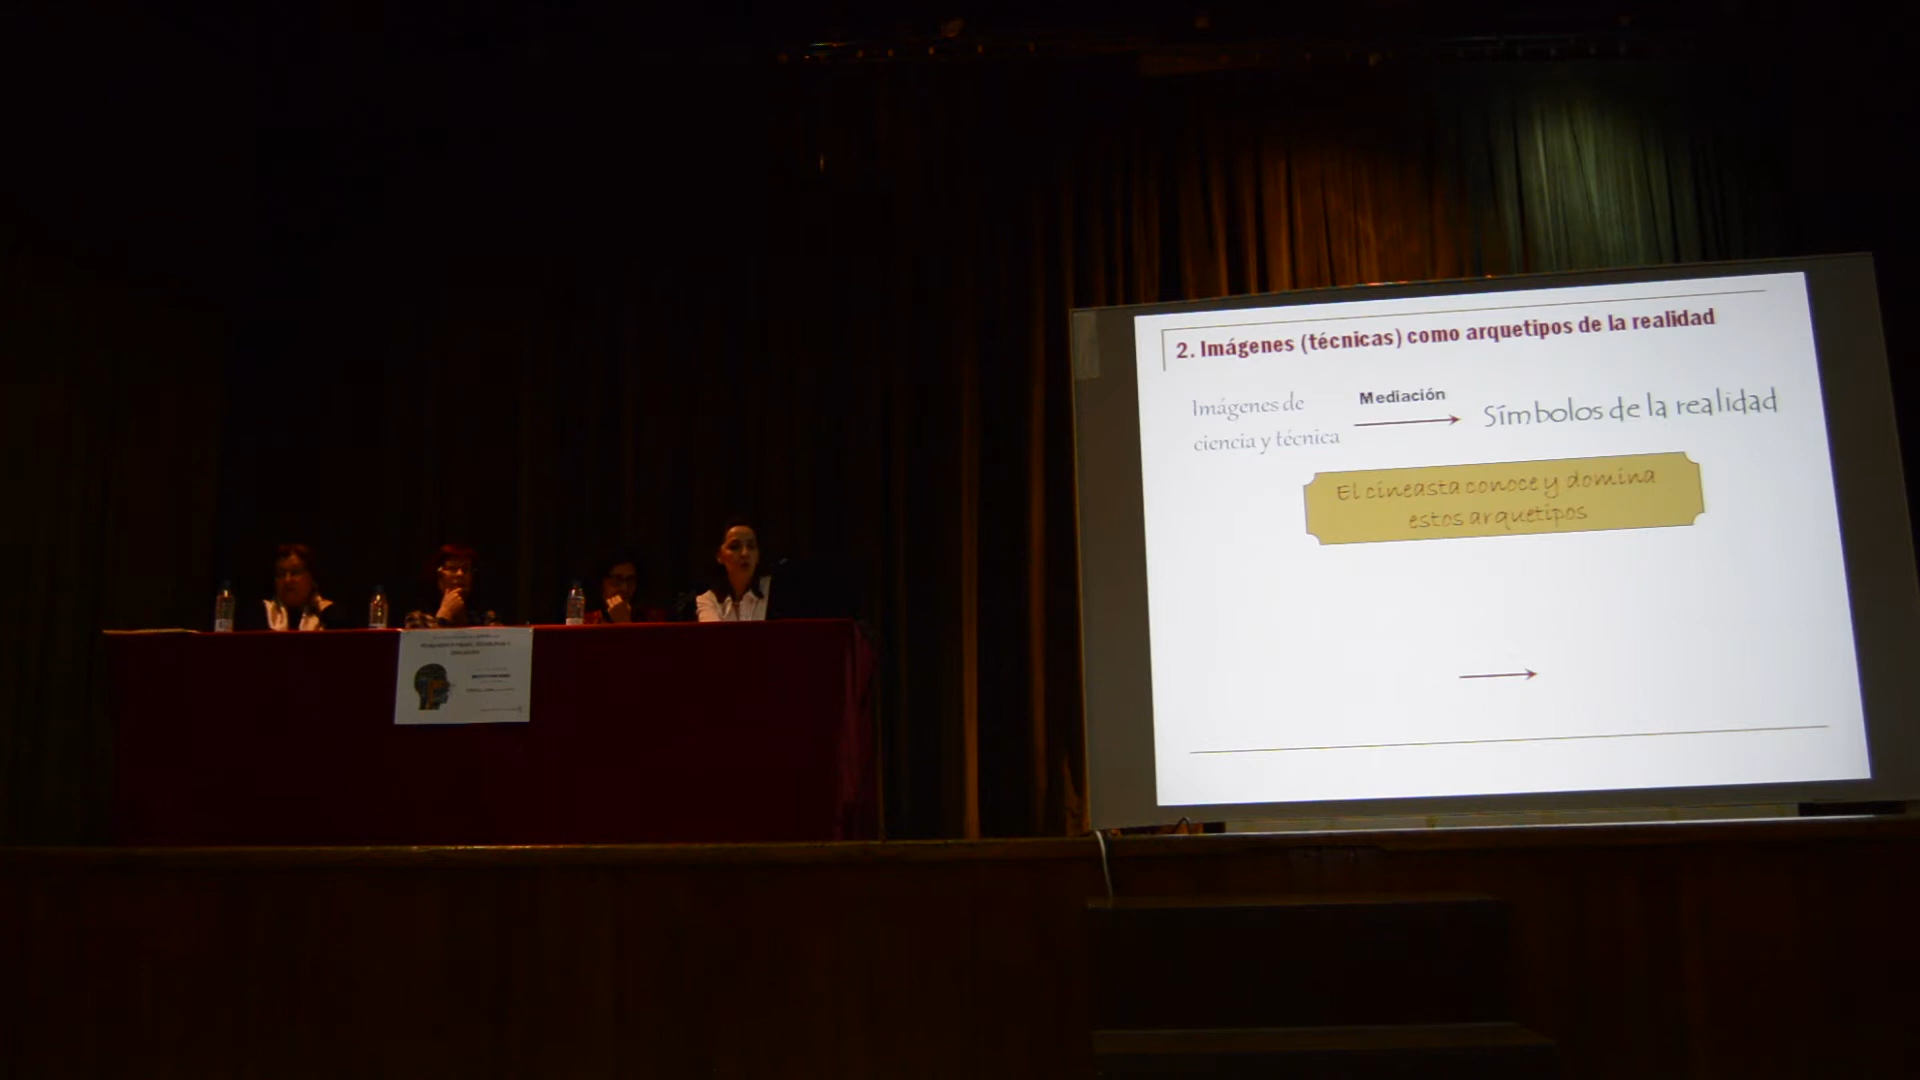 2. Imágenes (técnicas) como arquetipos de la realidad
Imágenes de
ciencia y técnica
Mediación
Símbolos de la realidad
El cineasta conoce y domina
estos arquetipos